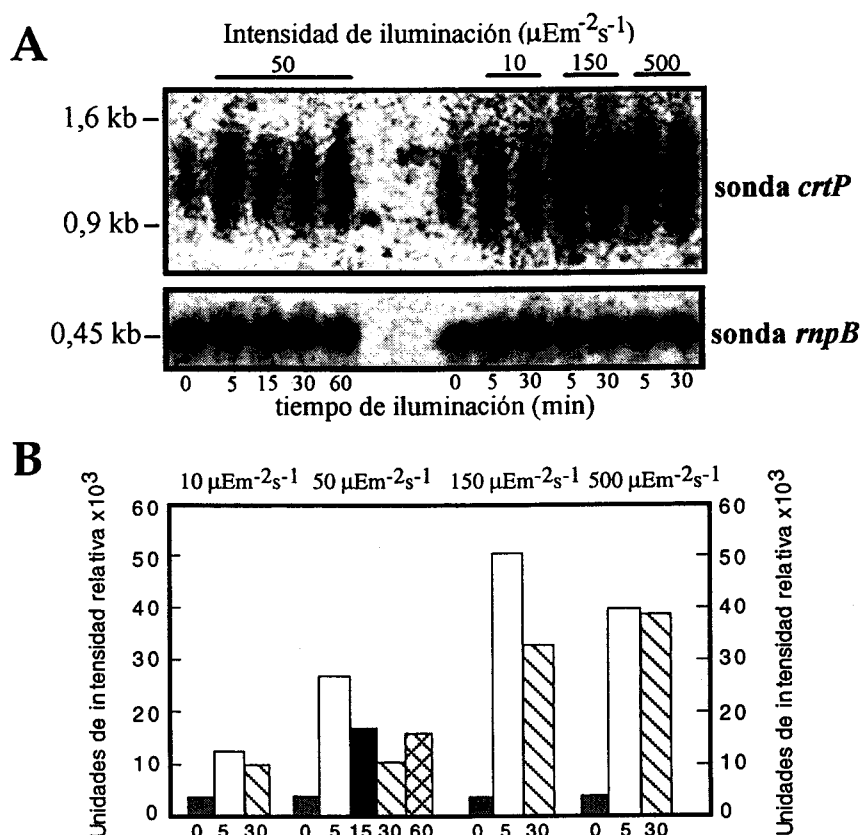 A
Intensidad de iluminación (µEm-2s-1)
50 10 150 500
1,6 kb
sonda crtP
0,9 kb
0,45 kb
sonda rnpB
0 5 15 30 60 0 5 30 5 30 5 30
tiempo de iluminación (min)
B
10 µEm-2s-1 50 µEm-2s-1 150 µEm-2s-1 500 µEm-2s-1
Unidades de intensidad relativa x10³
60
50
40
30
20
10
0
0 5 30 0 5 15 30 60 0 5 30 0 5 30
60
50
40
30
20
10
0
Unidades de intensidad relativa x10³